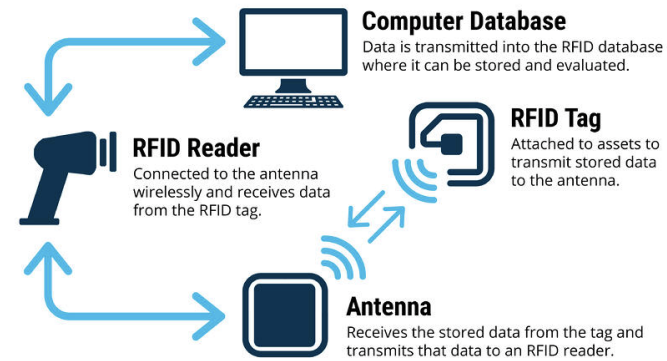 Computer Database
Data is transmitted into the RFID database
where it can be stored and evaluated.
RFID Tag
Attached to assets to
transmit stored data
to the antenna.
RFID Reader
Connected to the antenna
wirelessly and receives data
from the RFID tag.
Antenna
Receives the stored data from the tag and
transmits that data to an RFID reader.